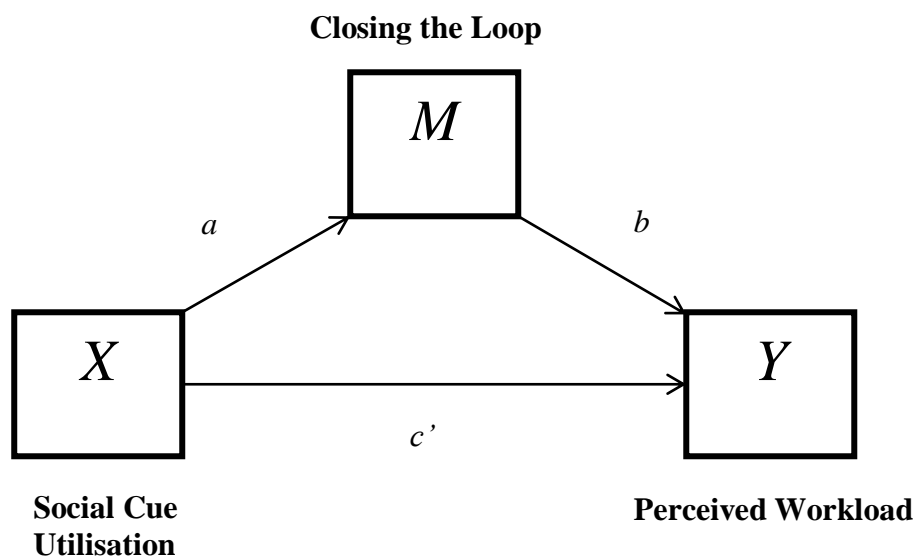 Closing the Loop
M
a
b
X
Y
c’
Social Cue
Utilisation
Perceived Workload